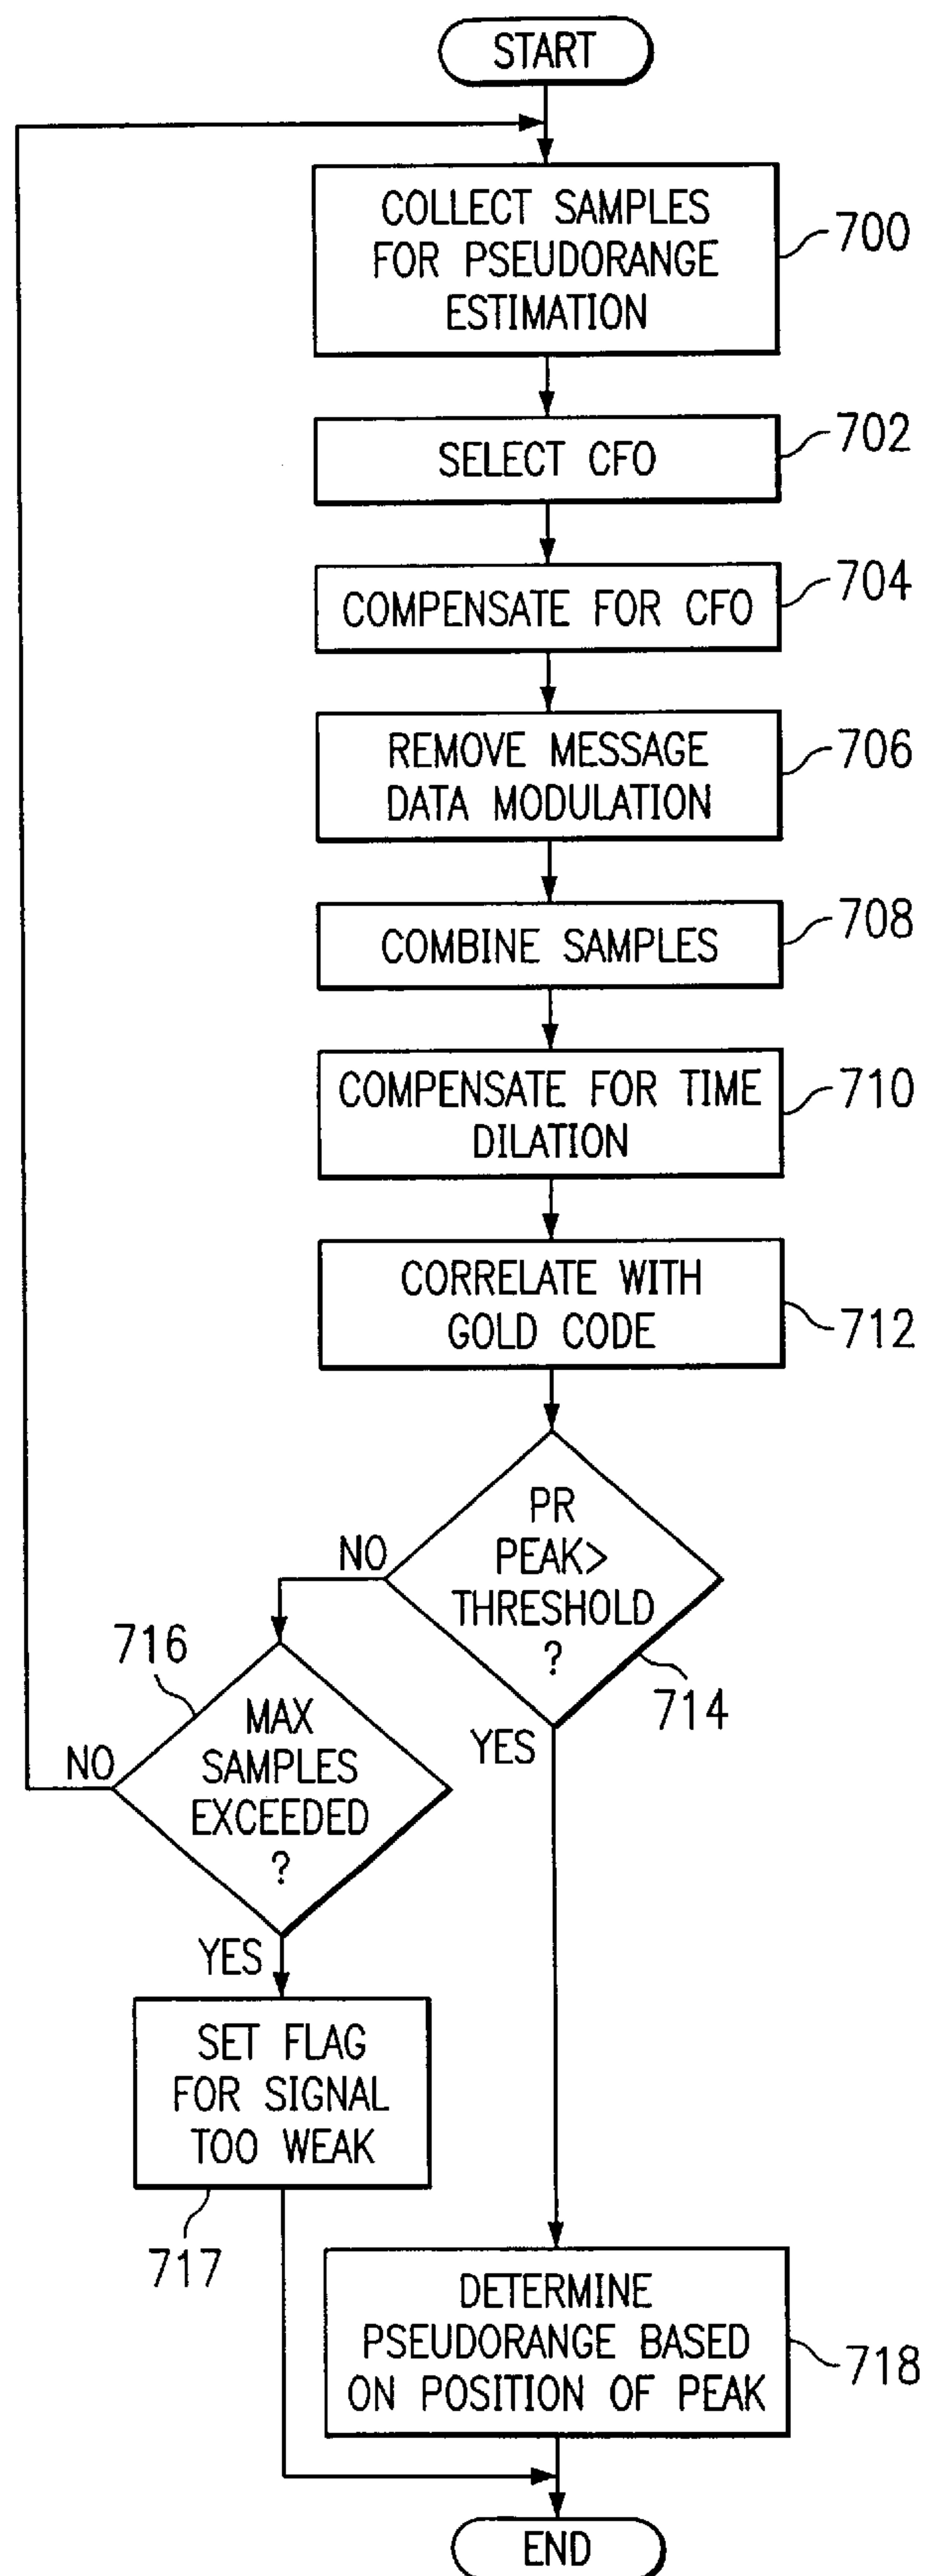 START
COLLECT SAMPLES
FOR PSEUDORANGE
ESTIMATION
700
SELECT CFO
702
COMPENSATE FOR CFO
704
REMOVE MESSAGE
DATA MODULATION
706
COMBINE SAMPLES
708
COMPENSATE FOR TIME
DILATION
710
CORRELATE WITH
GOLD CODE
712
PR
PEAK>
THRESHOLD
?
714
NO
YES
716
MAX
SAMPLES
EXCEEDED
?
NO
YES
SET FLAG
FOR SIGNAL
TOO WEAK
717
DETERMINE
PSEUDORANGE BASED
ON POSITION OF PEAK
718
END